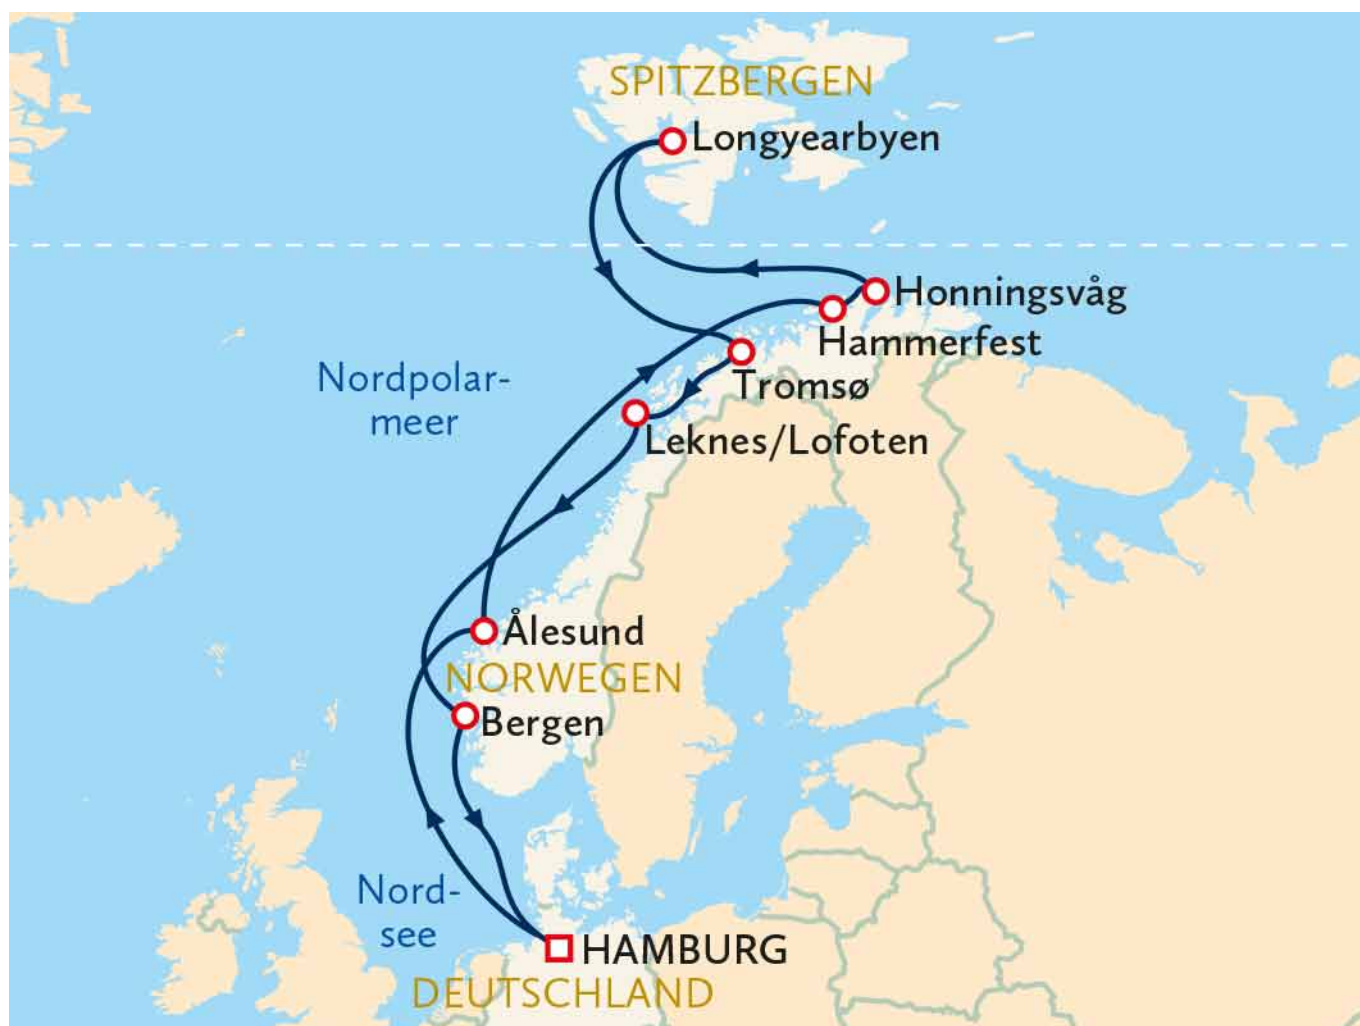 SPITZBERGEN
Longyearbyen
Honningsvåg
Hammerfest
Nordpolar-
meer
Tromsø
Leknes/Lofoten
Ålesund
NORWEGEN
Bergen
Nord-
see
HAMBURG
DEUTSCHLAND